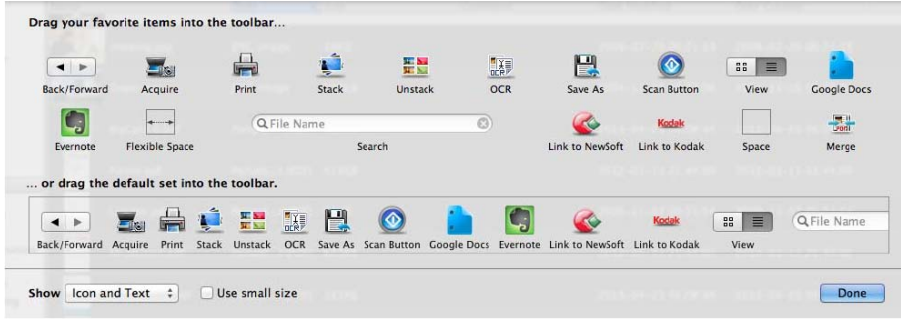 Drag your favorite items into the toolbar...
Back/Forward Acquire Print Stack Unstack OCR Save As Scan Button View Google Docs
File Name
Kodak
Evernote Flexible Space Search Link to NewSoft Link to Kodak Space Merge
... or drag the default set into the toolbar.
Kodak File Name
Back/Forward Acquire Print Stack Unstack OCR Save As Scan Button Google Docs Evernote Link to NewSoft Link to Kodak View
Show Icon and Text Use small size Done